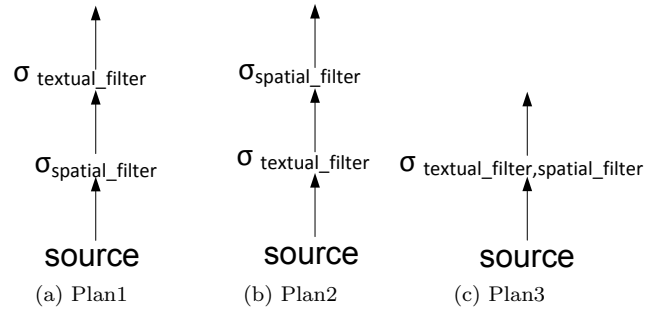 σ textual_filter
σspatial_filter
source
(a) Plan1
σspatial_filter
σ textual_filter
source
(b) Plan2
σ textual_filter,spatial_filter
source
(c) Plan3